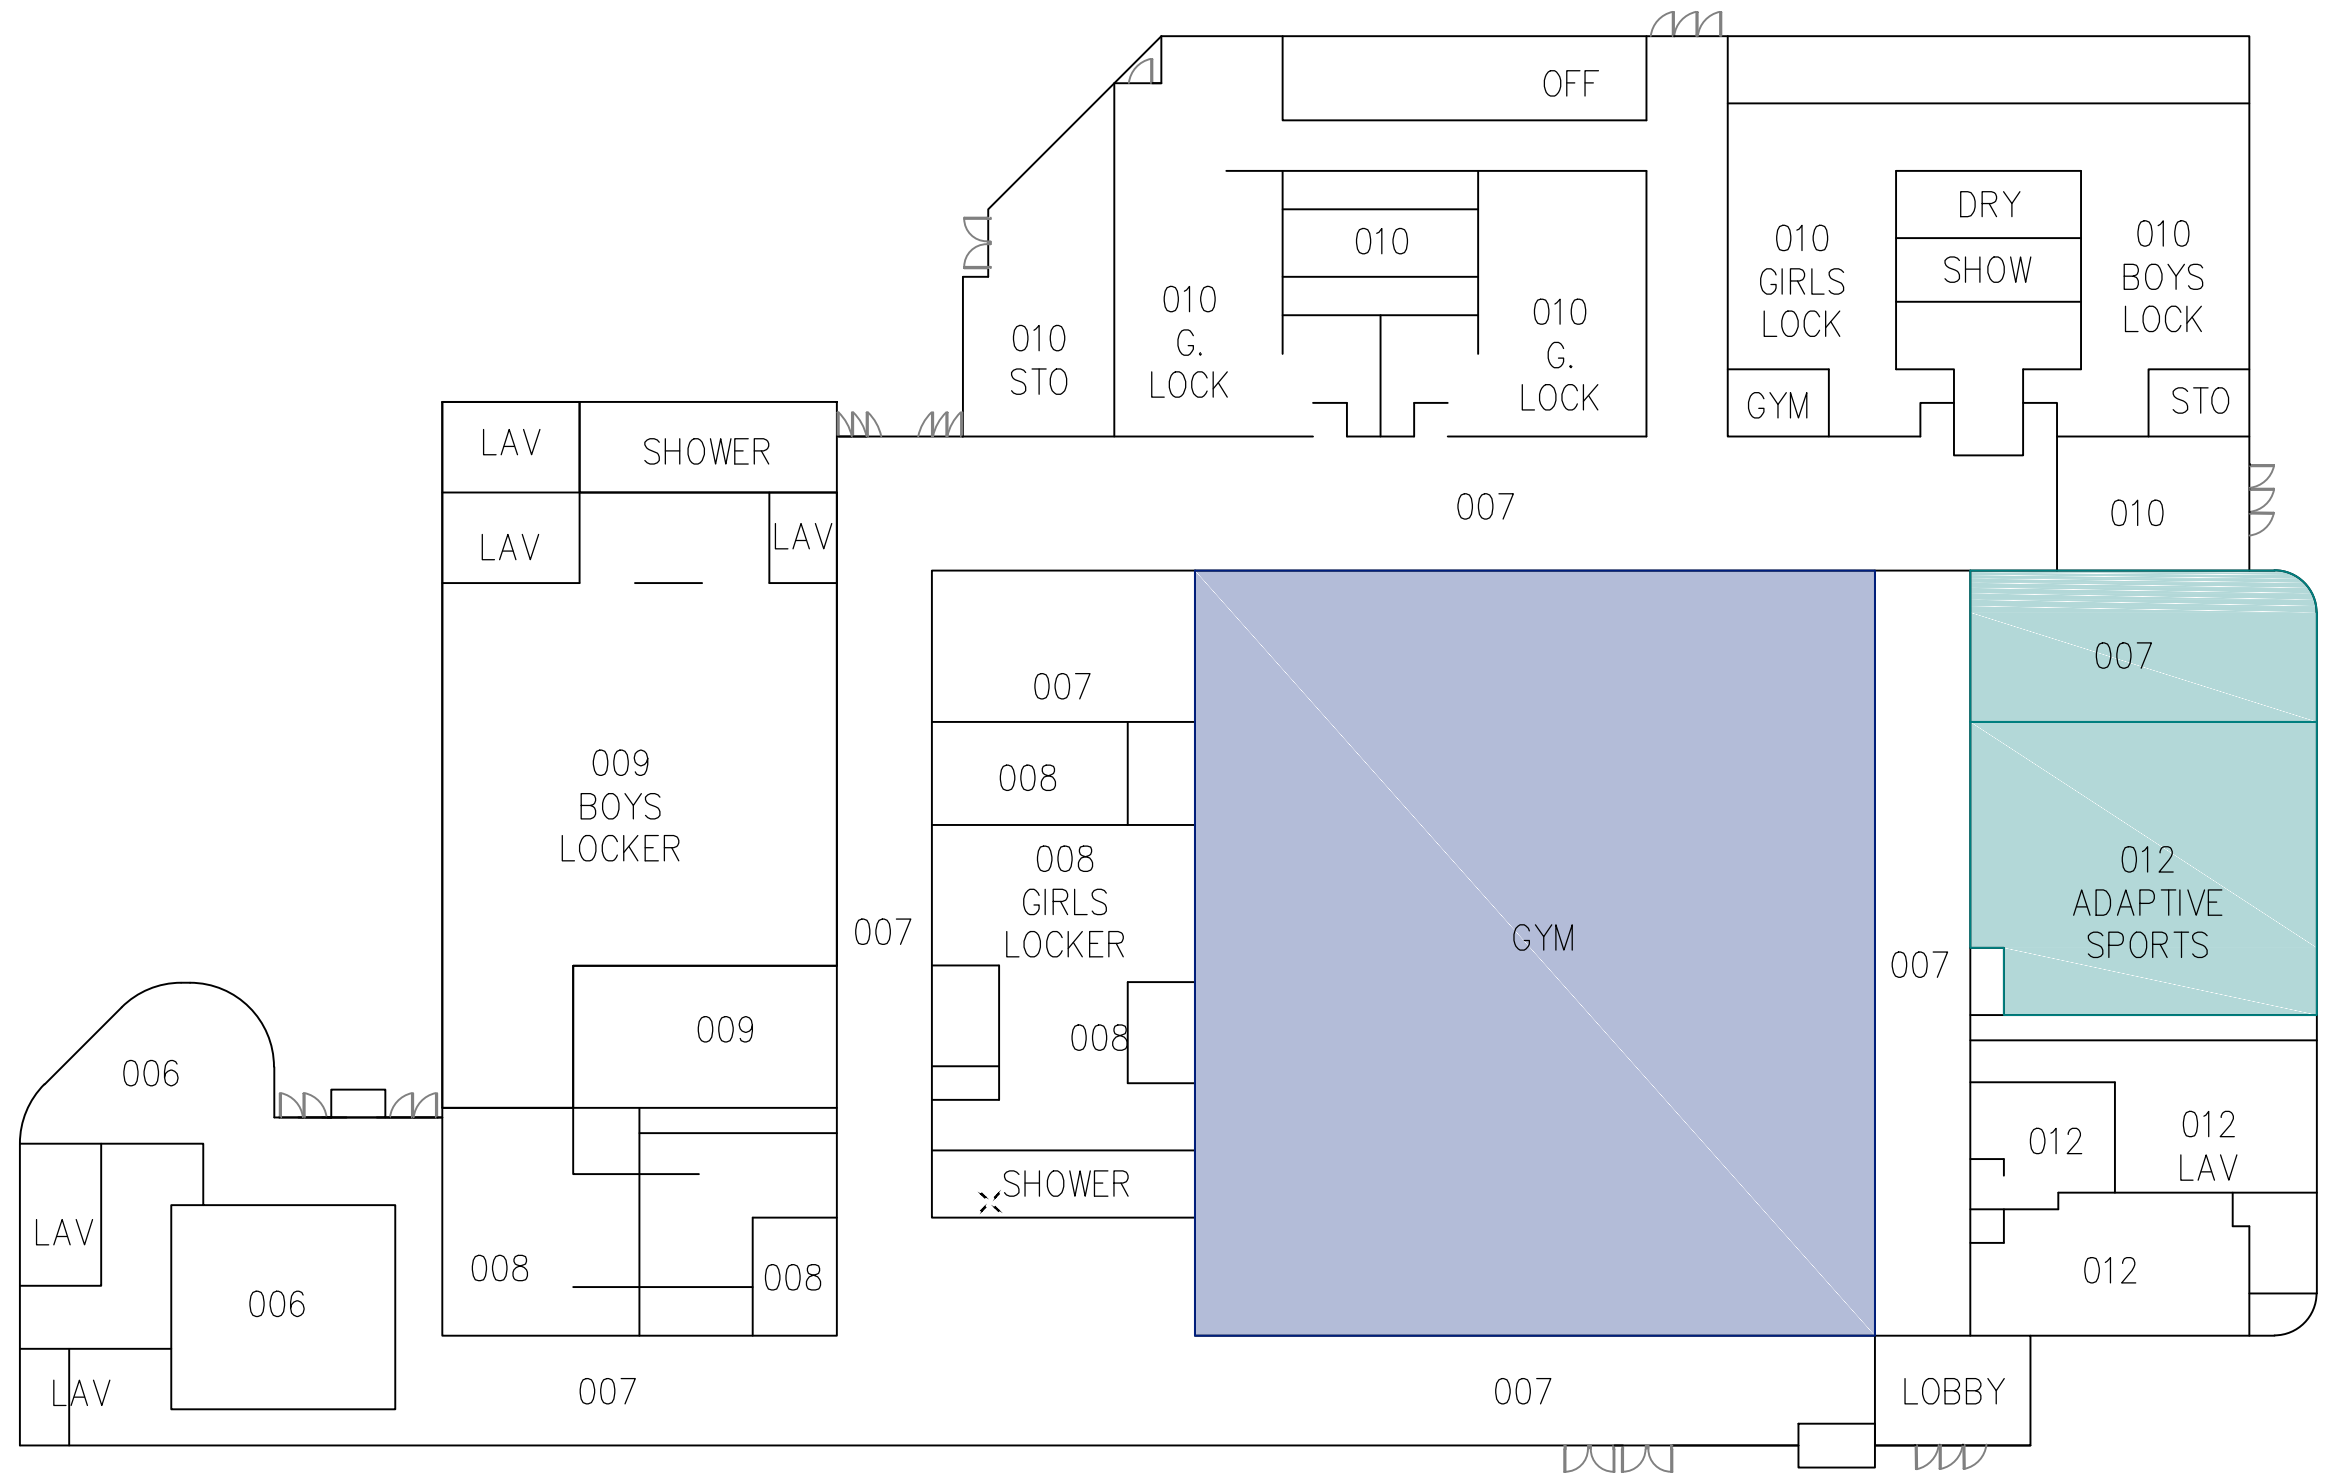 OFF
DRY
010
010
GIRLS
LOCK
010
BOYS
LOCK
SHOW
010
G.
LOCK
010
G.
LOCK
010
STO
GYM
STO
LAV
SHOWER
007
010
LAV
LAV
007
007
008
009
BOYS
LOCKER
008
GIRLS
LOCKER
012
ADAPTIVE
SPORTS
007
GYM
007
009
008
006
012
012
LAV
SHOWER
LAV
008
008
012
006
LAV
007
007
LOBBY